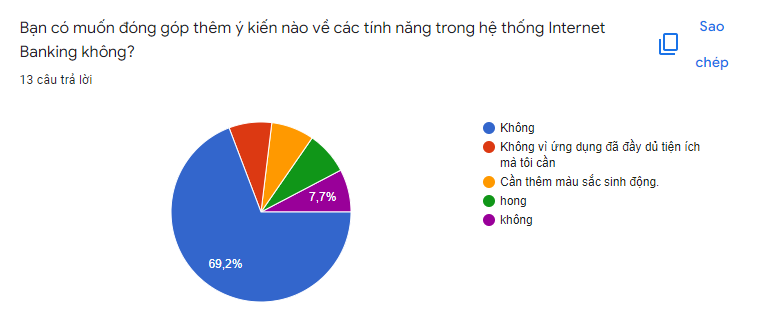 Bạn có muốn đóng góp thêm ý kiến nào về các tính năng trong hệ thống Internet
Banking không?
Sao
chép
13 câu trả lời
Không
Không vì ứng dụng đã đầy dủ tiện ích
mà tôi cần
Cần thêm màu sắc sinh động.
hong
không
7,7%
69,2%